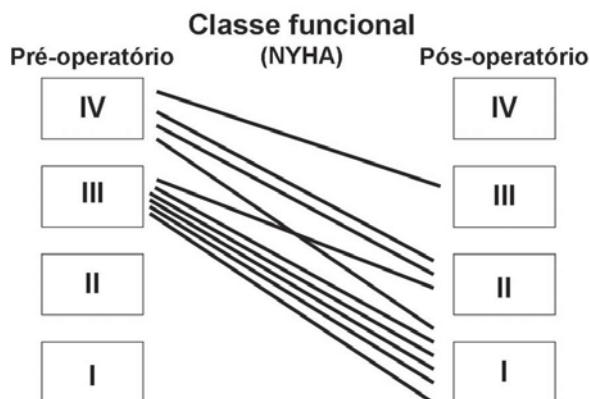 Classe funcional
Pré-operatório (NYHA) Pós-operatório
IV IV
III III
II II
I I